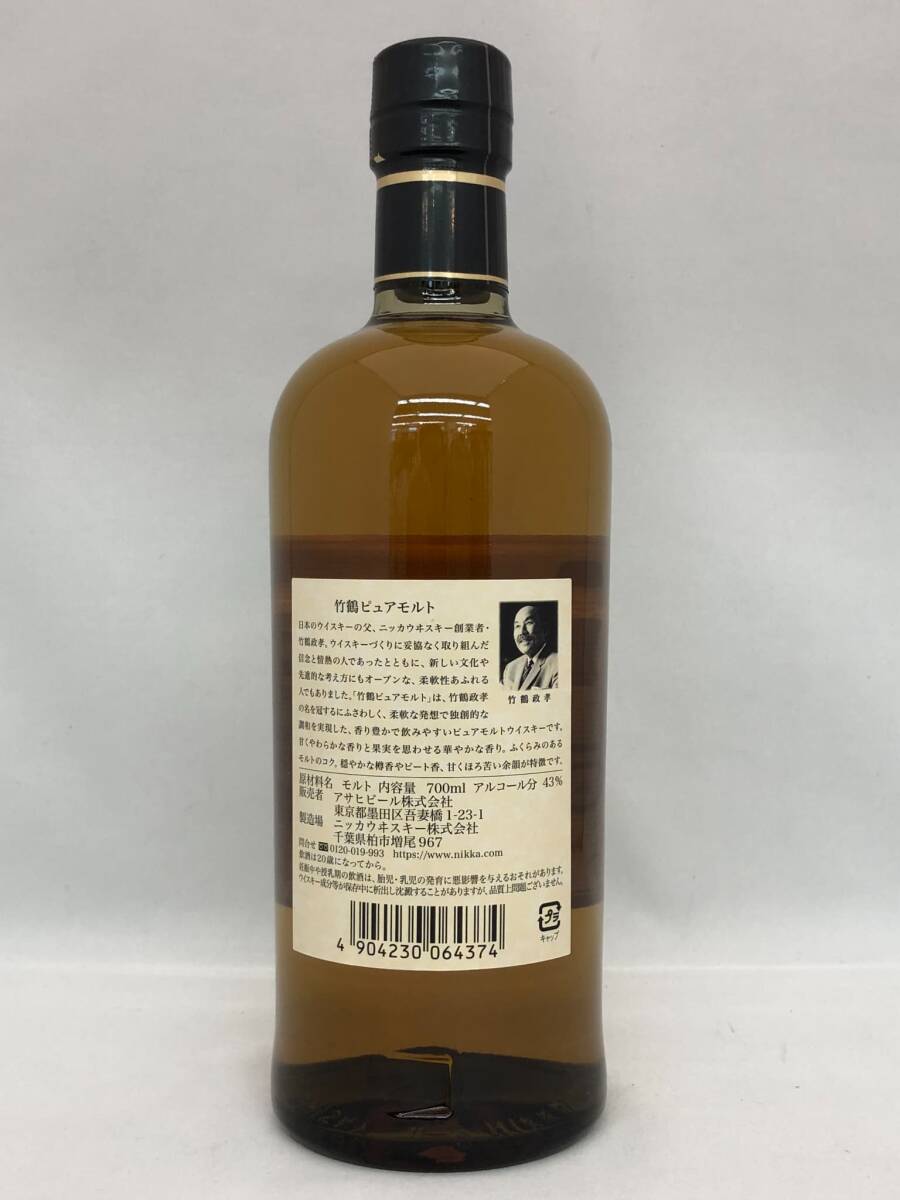 竹鶴ピュアモルト
日本のウイスキーの父、ニッカウヰスキー創業者・
竹鶴政孝。ウイスキーづくりに妥協なく取り組んだ
信念と情熱の人であったとともに、新しい文化や
先進的な考え方にもオープンな、柔軟性あふれる
人でもありました。「竹鶴ピュアモルト」は、竹鶴政孝
の名を冠するにふさわしく、柔軟な発想で独創的な
調和を実現した、香り豊かで飲みやすいピュアモルトウイスキーです。
甘くやわらかな香りと果実を思わせる華やかな香り。ふくらみのある
モルトのコク。穏やかな樽香やピート香、甘くほろ苦い余韻が特徴です。
竹鶴政孝
原材料名 モルト 内容量 700ml アルコール分 43%
販売者 アサヒビール株式会社
東京都墨田区吾妻橋1-23-1
製造場 ニッカウヰスキー株式会社
千葉県柏市増尾967
問合せ 0120-019-993 https://www.nikka.com
飲酒は20歳になってから。
妊娠中や授乳期の飲酒は、胎児・乳児の発育に悪影響を与えるおそれがあります。
ウイスキー成分等が保存中に析出し沈澱することがありますが、品質上問題ございません。
プラ
キャップ
4 904230 064374